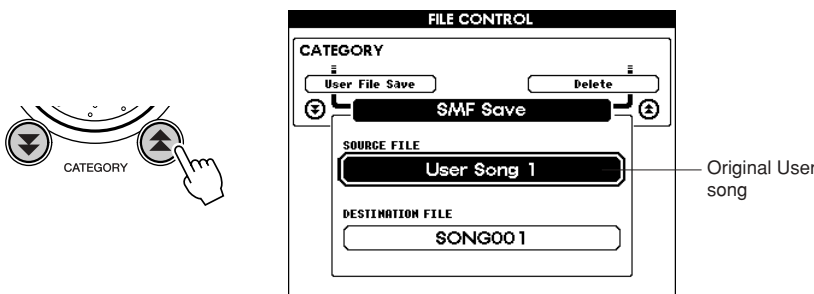 FILE CONTROL
CATEGORY
User File Save
Delete
SMF Save
SOURCE FILE
User Song 1
DESTINATION FILE
SONG001
CATEGORY
Original User
song